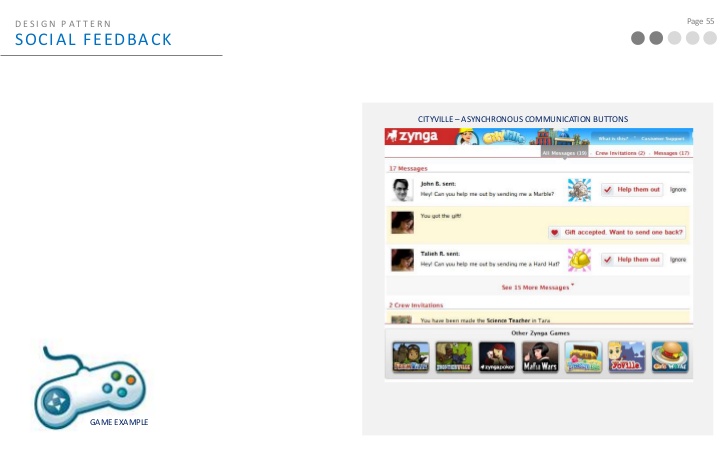 DESIGN PATTERN
SOCIAL FEEDBACK
Page 55
CITYVILLE – ASYNCHRONOUS COMMUNICATION BUTTONS
zynga
What is this?
Customer Support
All Messages (19)
Crew Invitations (2)
Messages (17)
17 Messages
John B. sent:
Hey! Can you help me out by sending me a Marble?
Help them out
Ignore
You got the gift!
Gift accepted. Want to send one back?
Talieh R. sent:
Hey! Can you help me out by sending me a Hard Hat?
Help them out
Ignore
See 15 More Messages
2 Crew Invitations
You have been made the Science Teacher in Tara
Other Zynga Games
zyngapoker
Mafia Wars
YoVille
GAME EXAMPLE